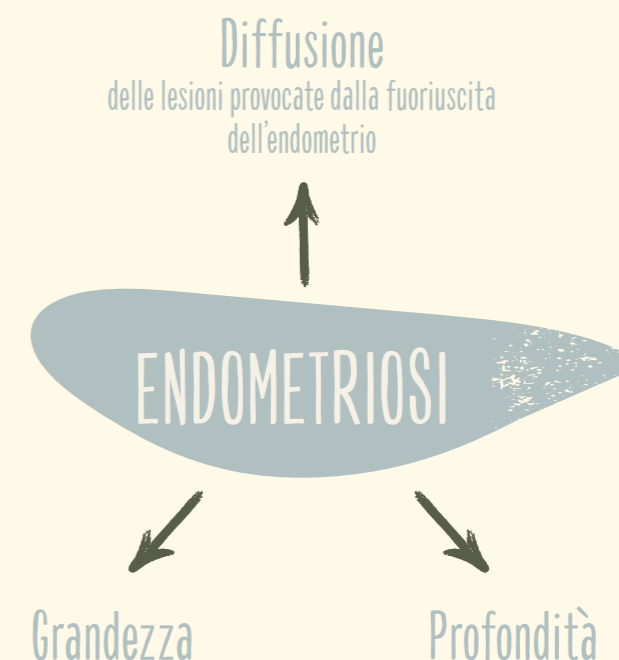 Diffusione
delle lesioni provocate dalla fuoriuscita
dell'endometrio
ENDOMETRIOSI
Grandezza
Profondità